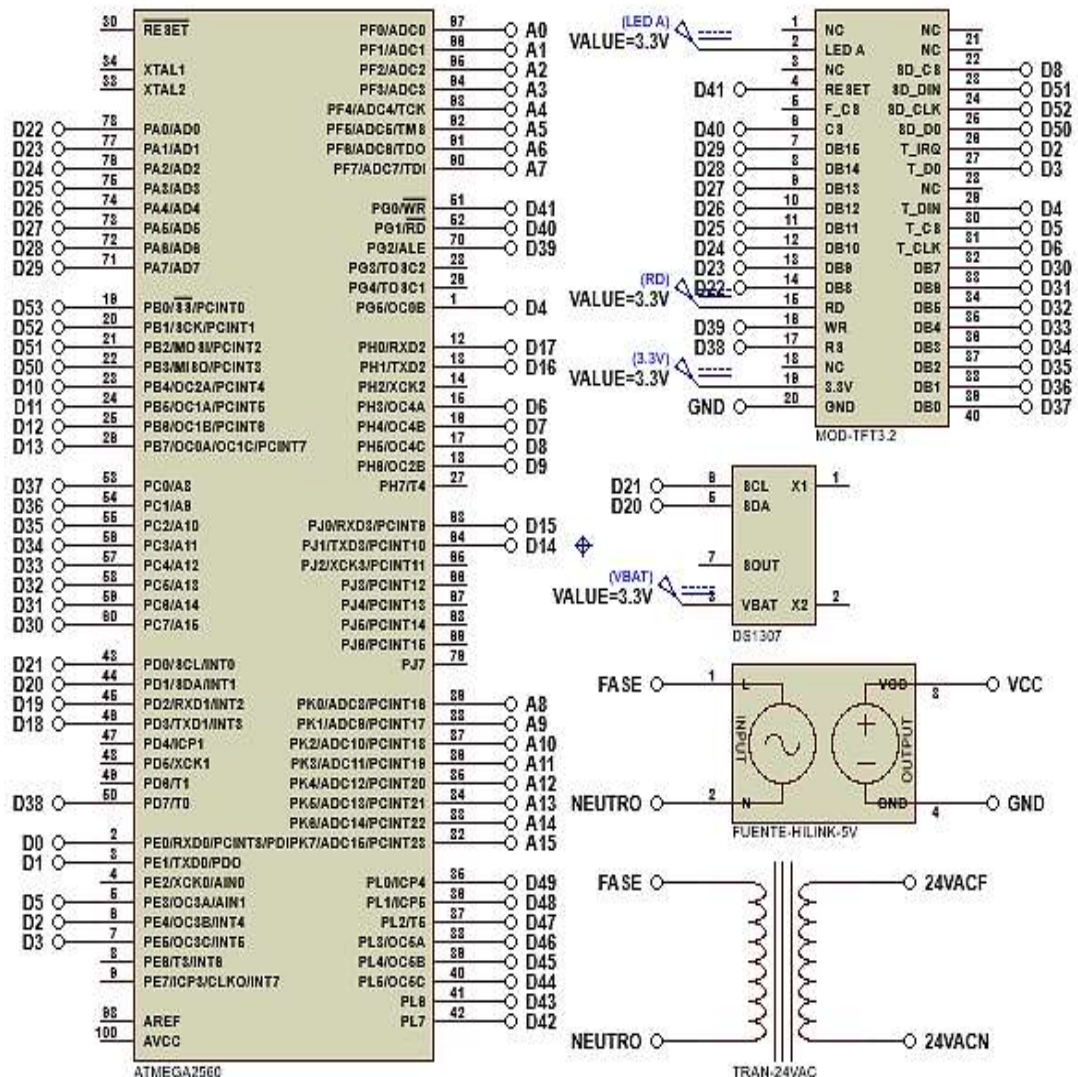 30 RESET PF0/ADC0 97 A0
PF1/ADC1 96 A1
34 XTAL1 PF2/ADC2 95 A2
33 XTAL2 PF3/ADC3 94 A3
PF4/ADC4/TCK 93 A4
D22 78 PA0/AD0 PF5/ADC5/TMS 92 A5
D23 77 PA1/AD1 PF6/ADC6/TDO 91 A6
D24 76 PA2/AD2 PF7/ADC7/TDI 90 A7
D25 75 PA3/AD3
D26 74 PA4/AD4 PG0/WR 51 D41
D27 73 PA5/AD5 PG1/RD 52 D40
D28 72 PA6/AD6 PG2/ALE 70 D39
D29 71 PA7/AD7 PG3/TOSC2 28
PG4/TOSC1 29
D53 19 PB0/SS/PCINT0 PG5/OC0B 1 D4
D52 20 PB1/SCK/PCINT1
D51 21 PB2/MOSI/PCINT2 PH0/RXD2 12 D17
D50 22 PB3/MISO/PCINT3 PH1/TXD2 13 D16
D10 23 PB4/OC2A/PCINT4 PH2/XCK2 14
D11 24 PB5/OC1A/PCINT5 PH3/OC4A 15 D6
D12 25 PB6/OC1B/PCINT6 PH4/OC4B 16 D7
D13 26 PB7/OC0A/OC1C/PCINT7 PH5/OC4C 17 D8
PH6/OC2B 18 D9
D37 53 PC0/A8 PH7/T4 27
D36 54 PC1/A9
D35 55 PC2/A10 PJ0/RXD3/PCINT9 63 D15
D34 56 PC3/A11 PJ1/TXD3/PCINT10 64 D14
D33 57 PC4/A12 PJ2/XCK3/PCINT11 65
D32 58 PC5/A13 PJ3/PCINT12 66
D31 59 PC6/A14 PJ4/PCINT13 67
D30 60 PC7/A15 PJ5/PCINT14 68
PJ6/PCINT15 69
D21 43 PD0/SCL/INT0 PJ7 79
D20 44 PD1/SDA/INT1
D19 45 PD2/RXD1/INT2 PK0/ADC8/PCINT16 89 A8
D18 46 PD3/TXD1/INT3 PK1/ADC9/PCINT17 88 A9
47 PD4/ICP1 PK2/ADC10/PCINT18 87 A10
48 PD5/XCK1 PK3/ADC11/PCINT19 86 A11
49 PD6/T1 PK4/ADC12/PCINT20 85 A12
D38 50 PD7/T0 PK5/ADC13/PCINT21 84 A13
PK6/ADC14/PCINT22 83 A14
D0 2 PE0/RXD0/PCINT8/PDIPK7/ADC15/PCINT23 82 A15
D1 3 PE1/TXD0/PDO
4 PE2/XCK0/AIN0 PL0/ICP4 35 D49
D5 5 PE3/OC3A/AIN1 PL1/ICP5 36 D48
D2 6 PE4/OC3B/INT4 PL2/T5 37 D47
D3 7 PE5/OC3C/INT5 PL3/OC5A 38 D46
8 PE6/T3/INT6 PL4/OC5B 39 D45
9 PE7/ICP3/CLKO/INT7 PL5/OC5C 40 D44
PL6 41 D43
98 AREF PL7 42 D42
100 AVCC
ATMEGA2560
(LED A)
VALUE=3.3V
1 NC NC 21
2 LED A NC 22
3 NC SD_CS 23 D8
D41 4 RESET SD_DIN 24 D51
5 F_CS SD_CLK 25 D52
D40 6 CS SD_D0 26 D50
D29 7 DB15 T_IRQ 27 D2
D28 8 DB14 T_D0 28 D3
D27 9 DB13 NC 29
D26 10 DB12 T_DIN 30 D4
D25 11 DB11 T_CS 31 D5
D24 12 DB10 T_CLK 32 D6
D23 13 DB9 DB7 33 D30
D22 14 DB8 DB6 34 D31
(RD)
VALUE=3.3V
15 RD DB5 35 D32
D39 16 WR DB4 36 D33
D38 17 RS DB3 37 D34
18 NC DB2 38 D35
(3.3V)
VALUE=3.3V
19 3.3V DB1 39 D36
GND 20 GND DB0 40 D37
MOD-TFT3.2
D21 6 SCL X1 1
D20 5 SDA
7 SOUT
(VBAT)
VALUE=3.3V
3 VBAT X2 2
DS1307
FASE 1 L VOD 3 VCC
INPUT OUTPUT
NEUTRO 2 N GND 4 GND
FUENTE-HILINK-5V
FASE 24VACF
NEUTRO 24VACN
TRAN-24VAC